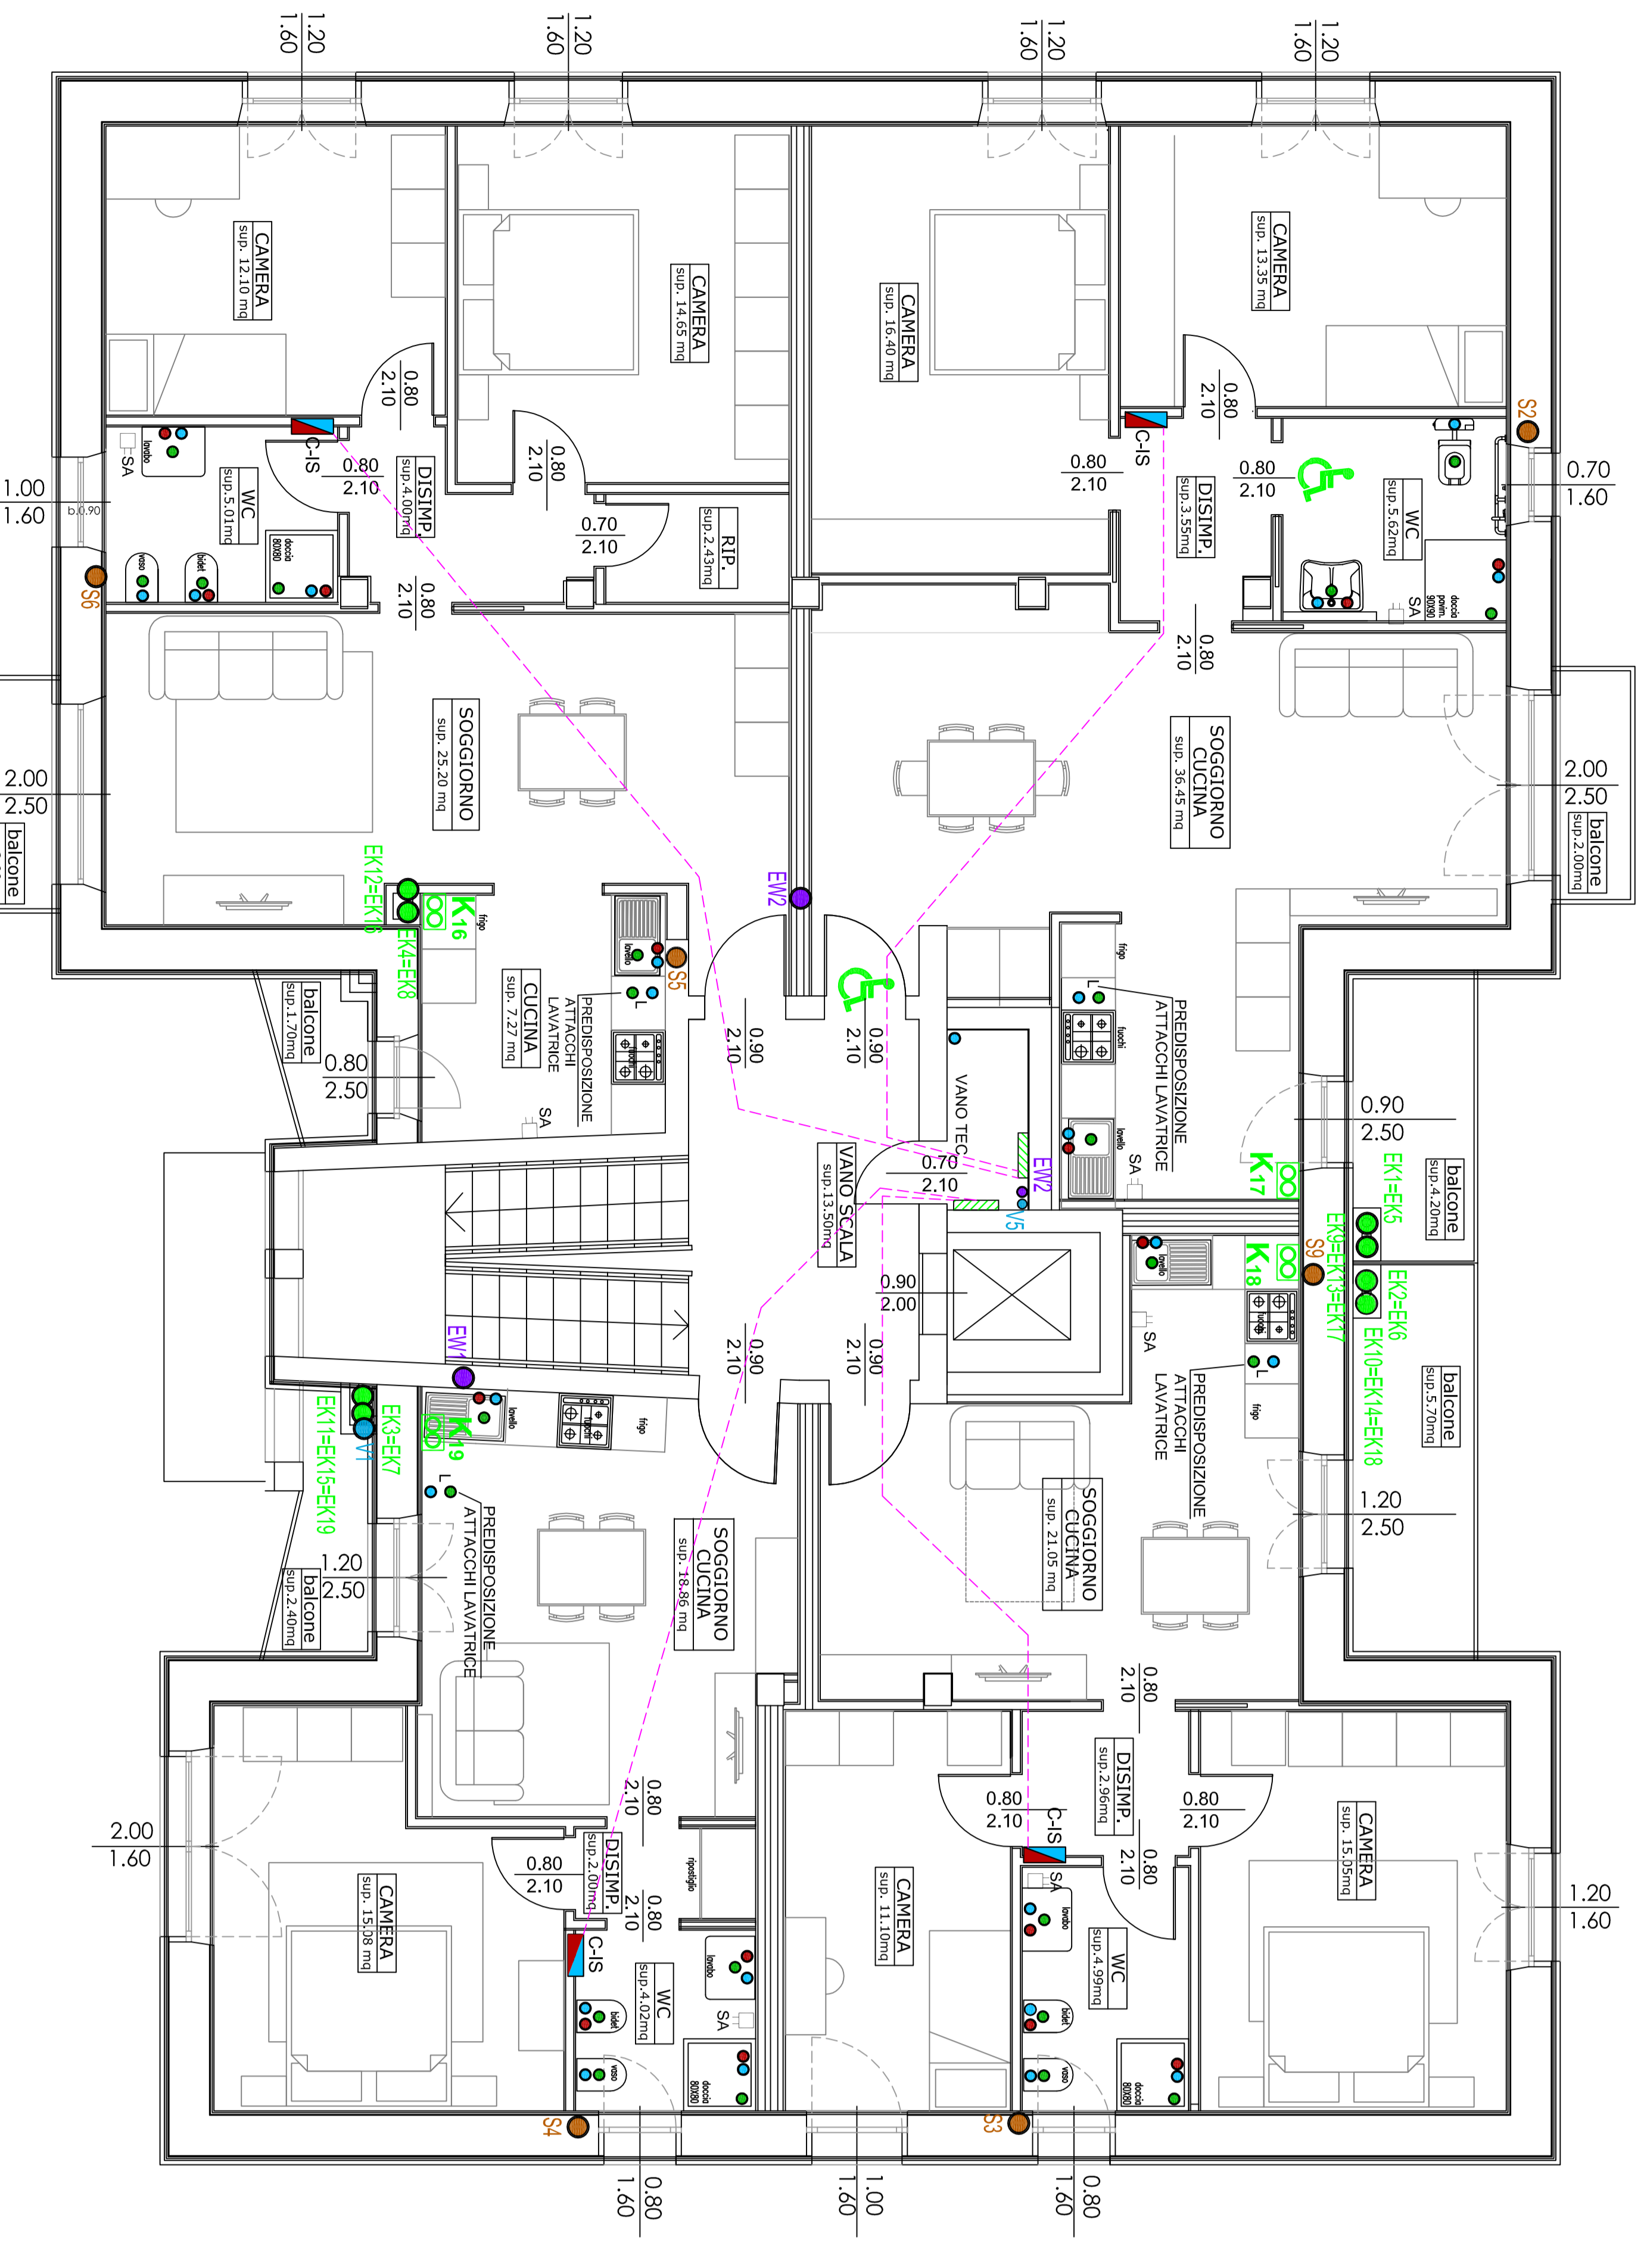 1.20
1.60
1.20
1.60
1.20
1.60
1.20
1.60
CAMERA
sup. 12.10 mq
CAMERA
sup. 14.65 mq
CAMERA
sup. 16.40 mq
CAMERA
sup. 13.35 mq
S2
0.80
2.10
0.80
2.10
C-IS
C-IS
SA
lavabo
WC
sup.5.01mq
0.80
2.10
DISIMP.
sup.4.00mq
0.80
2.10
0.80
2.10
0.80
2.10
DISIMP.
sup.3.55mq
WC
sup.5.62mq
0.70
1.60
1.00
1.60
b.0.90
0.70
2.10
RIP.
sup.2.43mq
doccia
80X80
vaso
bidet
S6
0.80
2.10
SA
doccia
pavim.
90X90
0.80
2.10
SOGGIORNO
sup. 25.20 mq
SOGGIORNO
CUCINA
sup. 36.45 mq
2.00
2.50
2.00
2.50
balcone
balcone
sup.2.00mq
EK12=EK16
EK4=EK8
K16
frigo
EW2
lavello
S5
L
balcone
sup.1.70mq
CUCINA
sup. 7.27 mq
PREDISPOSIZIONE
ATTACCHI
LAVATRICE
fuochi
SA
0.80
2.50
0.90
2.10
0.90
2.10
frigo
L
fuochi
PREDISPOSIZIONE
ATTACCHI LAVATRICE
lavello
SA
VANO TEC
0.70
2.10
EW2
V5
VANO SCALA
sup.13.50mq
0.90
2.50
K17
EK1=EK5
balcone
sup.4.20mq
EK9=EK13=EK17
S9
K18
EK2=EK6
EK10=EK14=EK18
balcone
sup.5.70mq
0.90
2.00
lavello
SA
fuochi
L
frigo
PREDISPOSIZIONE
ATTACCHI
LAVATRICE
1.20
2.50
EW1
0.90
2.10
0.90
2.10
EK3=EK7
V1
EK11=EK15=EK19
K19
lavello
fuochi
frigo
L
PREDISPOSIZIONE
ATTACCHI LAVATRICE
balcone
sup.2.40mq
1.20
2.50
SOGGIORNO
CUCINA
sup. 18.86 mq
SOGGIORNO
CUCINA
sup. 21.05 mq
0.80
2.10
0.80
2.10
0.80
2.10
DISIMP.
sup.2.96mq
0.80
2.10
0.80
2.10
C-IS
SA
CAMERA
sup. 15.05mq
2.00
1.60
CAMERA
sup. 15.08 mq
0.80
2.10
DISIMP.
sup.2.00mq
0.80
2.10
ripostiglio
C-IS
lavabo
WC
sup.4.02mq
SA
bidet
vaso
doccia
80X80
CAMERA
sup. 11.10mq
lavabo
WC
sup.4.99mq
bidet
vaso
doccia
80X80
1.20
1.60
S4
S3
0.80
1.60
1.00
1.60
0.80
1.60